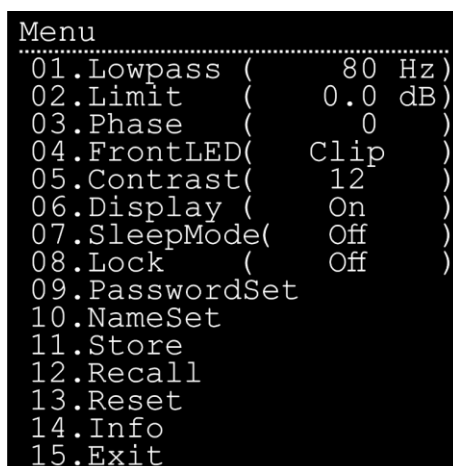 Menu
01.Lowpass ( 80 Hz)
02.Limit ( 0.0 dB)
03.Phase ( 0 )
04.FrontLED( Clip )
05.Contrast( 12 )
06.Display ( On )
07.SleepMode( Off )
08.Lock ( Off )
09.PasswordSet
10.NameSet
11.Store
12.Recall
13.Reset
14.Info
15.Exit